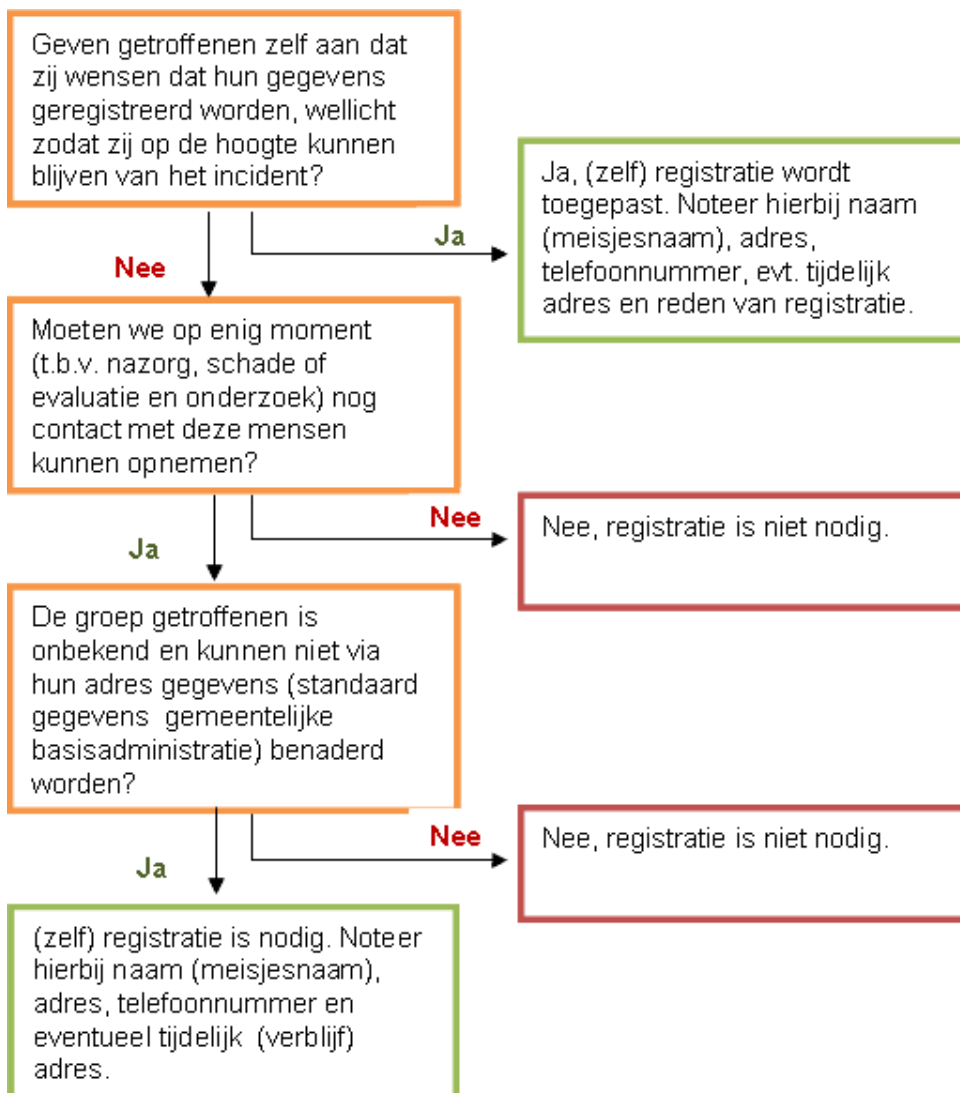 Geven getroffenen zelf aan dat
zij wensen dat hun gegevens
geregistreerd worden, wellicht
zodat zij op de hoogte kunnen
blijven van het incident?
Ja
Ja, (zelf) registratie wordt
toegepast. Noteer hierbij naam
(meisjesnaam), adres,
telefoonnummer, evt. tijdelijk
adres en reden van registratie.
Nee
Moeten we op enig moment
(t.b.v. nazorg, schade of
evaluatie en onderzoek) nog
contact met deze mensen
kunnen opnemen?
Nee
Nee, registratie is niet nodig.
Ja
De groep getroffenen is
onbekend en kunnen niet via
hun adres gegevens (standaard
gegevens gemeentelijke
basisadministratie) benaderd
worden?
Nee
Nee, registratie is niet nodig.
Ja
(zelf) registratie is nodig. Noteer
hierbij naam (meisjesnaam),
adres, telefoonnummer en
eventueel tijdelijk (verblijf)
adres.